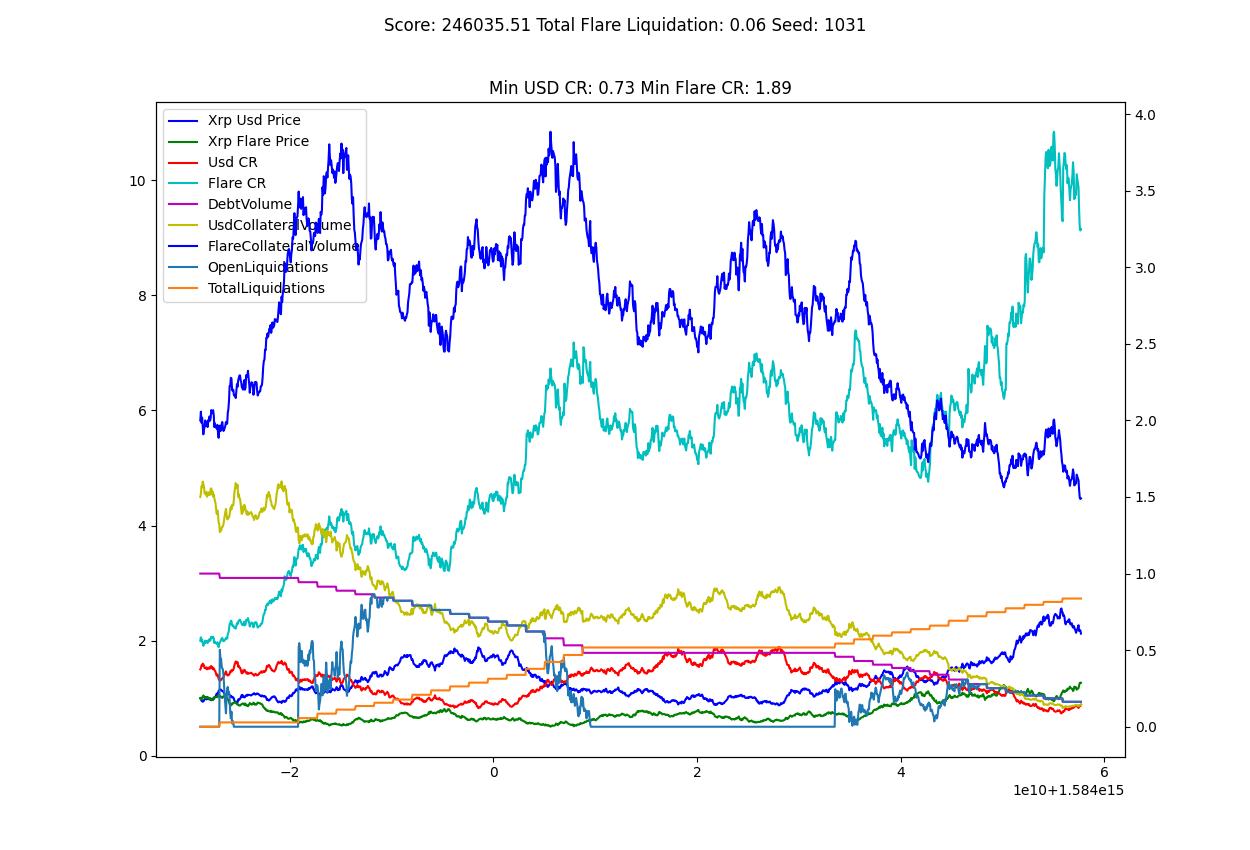 Score: 246035.51 Total Flare Liquidation: 0.06 Seed: 1031
Min USD CR: 0.73 Min Flare CR: 1.89
Xrp Usd Price
Xrp Flare Price
Usd CR
Flare CR
DebtVolume
UsdCollateralVolume
FlareCollateralVolume
OpenLiquidations
TotalLiquidations
10
8
6
4
2
0
4.0
3.5
3.0
2.5
2.0
1.5
1.0
0.5
0.0
−2
0
2
4
6
1e10+1.584e15